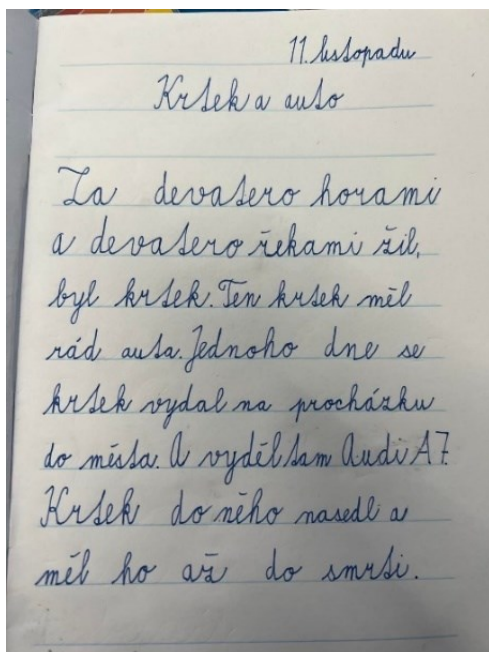 11. listopadu
Krtek a auto
Za devatero horami
a devatero řekami žil,
byl krtek. Ten krtek měl
rád auta. Jednoho dne se
krtek vydal na procházku
do města. A vyděl tam Audi A7.
Krtek do něho nasedl a
měl ho až do smrti.